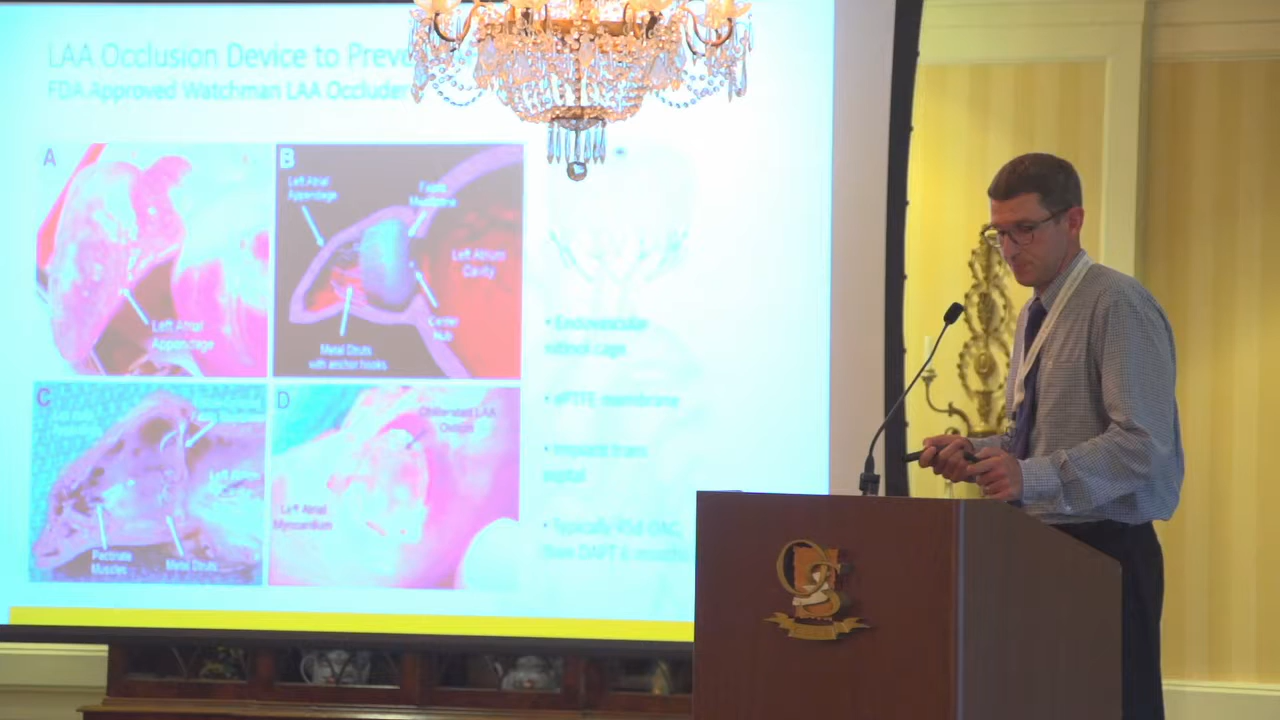 LAA Occlusion Device to Preve
FDA Approved Watchman LAA Occluder
A
Left Atrial
Appendage
B
Left Atrial
Appendage
Fabric
Membrane
Left Atrium
Cavity
Center
Hub
Metal Struts
with anchor hooks
C
Left Atrium
Pectinate
Muscles
Metal Struts
D
Obliterated LAA
Ostium
Left Atrial
Myocardium
• Endovascular
nitinol cage
• ePTFE membrane
• Implant trans
septal
• Typically 45d OAC,
then DAPT 6 months